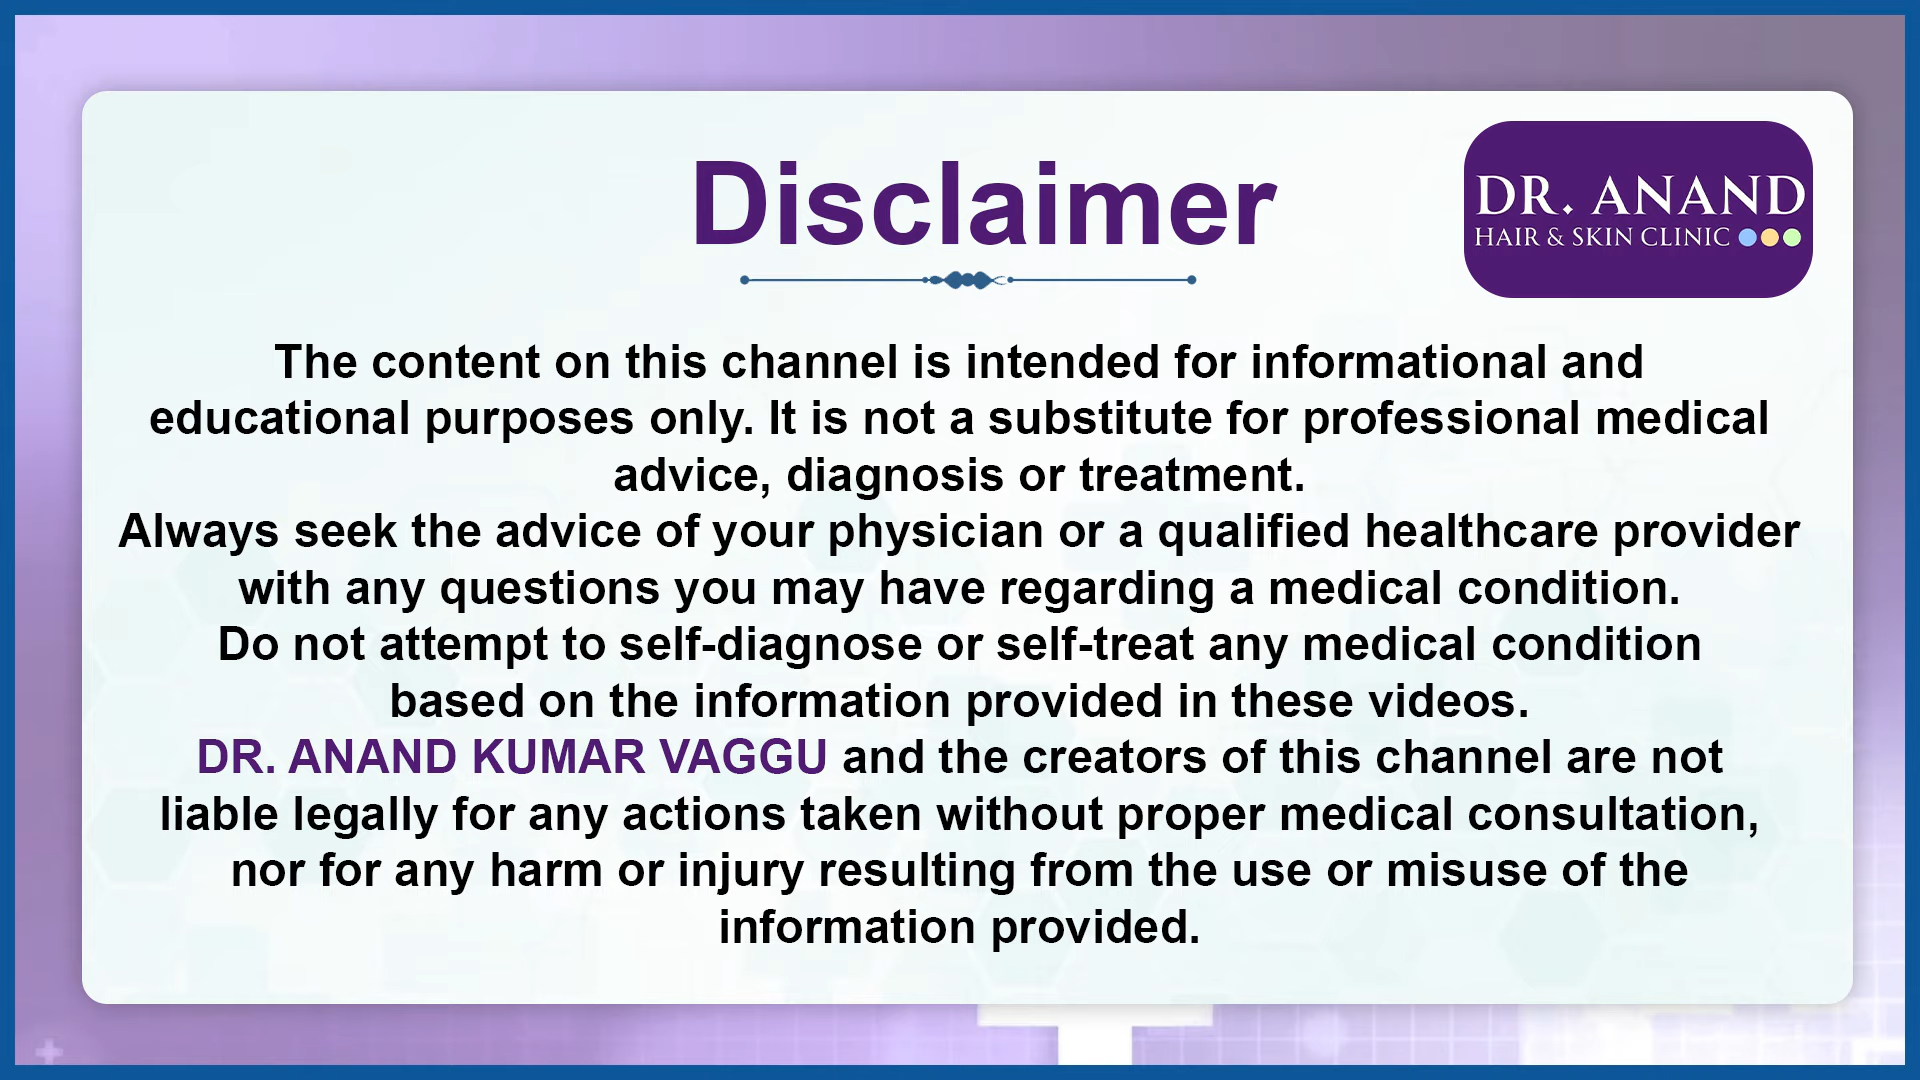 Disclaimer
DR. ANAND
HAIR & SKIN CLINIC
The content on this channel is intended for informational and
educational purposes only. It is not a substitute for professional medical
advice, diagnosis or treatment.
Always seek the advice of your physician or a qualified healthcare provider
with any questions you may have regarding a medical condition.
Do not attempt to self-diagnose or self-treat any medical condition
based on the information provided in these videos.
DR. ANAND KUMAR VAGGU and the creators of this channel are not
liable legally for any actions taken without proper medical consultation,
nor for any harm or injury resulting from the use or misuse of the
information provided.